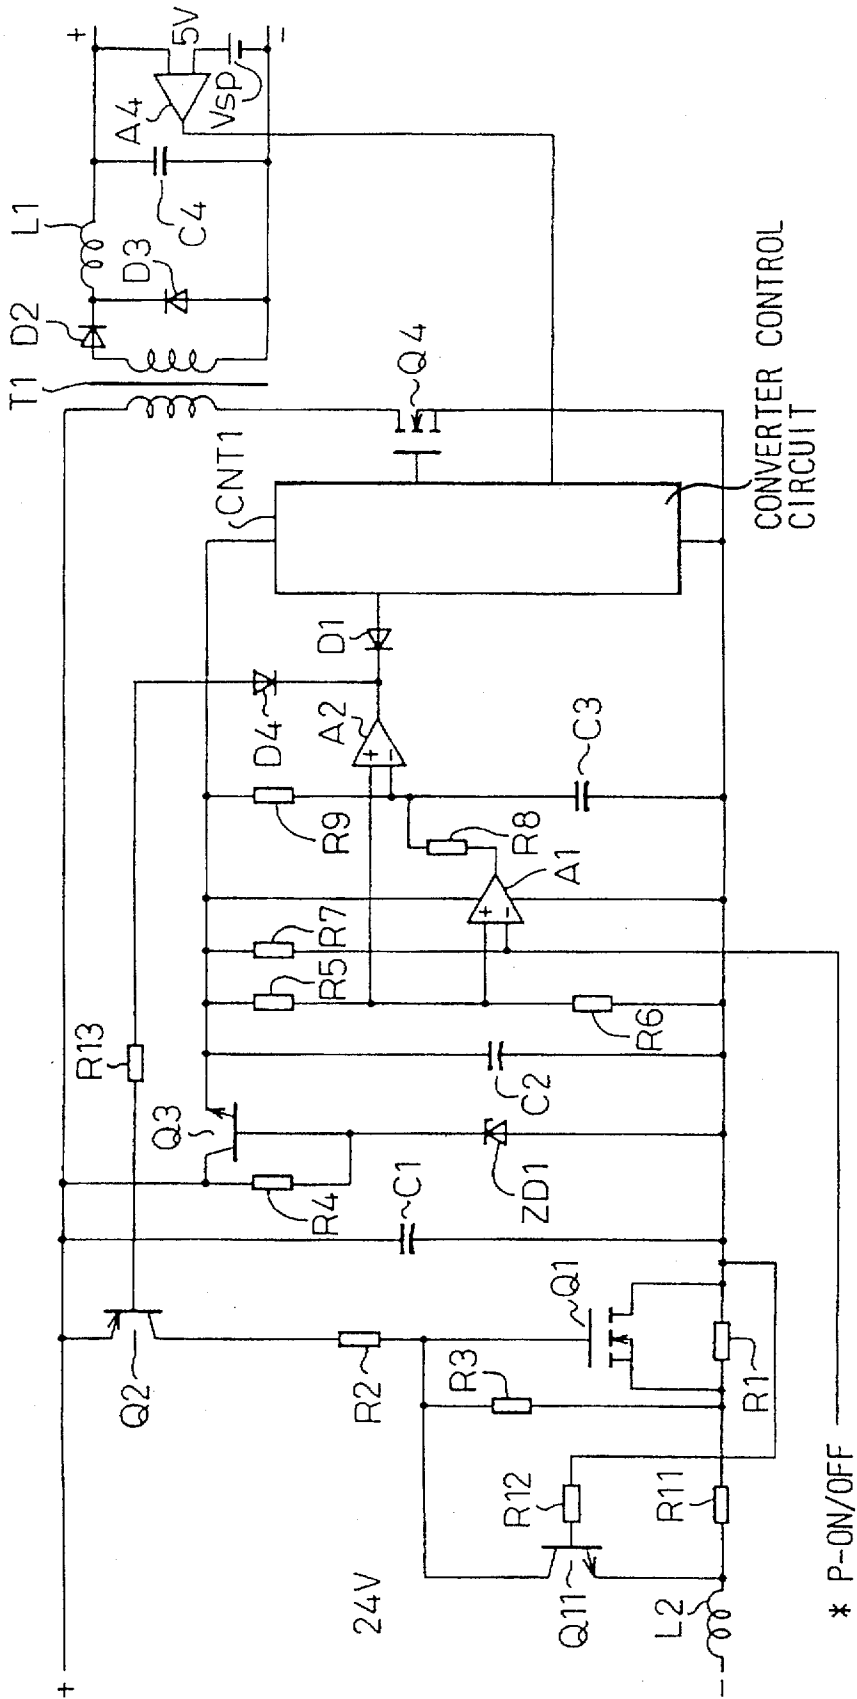 +
24V
-
* P-ON/OFF
L2
Q11
R12
R11
R3
R1
Q1
R2
Q2
C1
R4
ZD1
Q3
R13
C2
R6
R5
R7
+
-
A1
R8
R9
C3
+
-
A2
D4
D1
CNT1
CONVERTER CONTROL
CIRCUIT
Q4
T1
D2
D3
L1
C4
A4
Vsp
5V
+
-